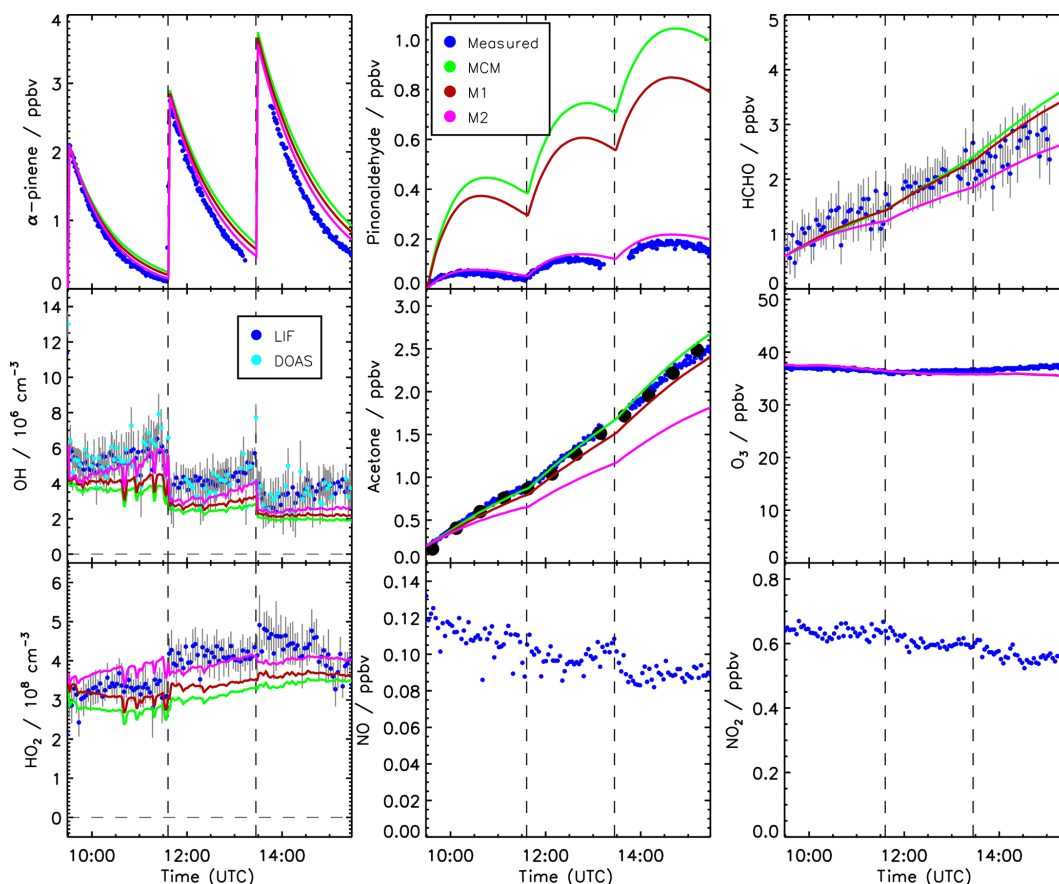 α-pinene / ppbv
4
3
2
1
0
Pinonoldehyde / ppbv
1.0
0.8
0.6
0.4
0.2
0.0
Measured
MCM
M1
M2
HCHO / ppbv
5
4
3
2
1
0
OH / 10⁶ cm⁻³
14
12
10
8
6
4
2
0
LIF
DOAS
Acetone / ppbv
3.0
2.5
2.0
1.5
1.0
0.5
0.0
O₃ / ppbv
50
40
30
20
10
0
HO₂ / 10⁸ cm⁻³
6
5
4
3
2
1
0
NO / ppbv
0.14
0.12
0.10
0.08
0.06
0.04
0.02
0.00
NO₂ / ppbv
0.8
0.6
0.4
0.2
0.0
10:00 12:00 14:00
Time (UTC)
10:00 12:00 14:00
Time (UTC)
10:00 12:00 14:00
Time (UTC)